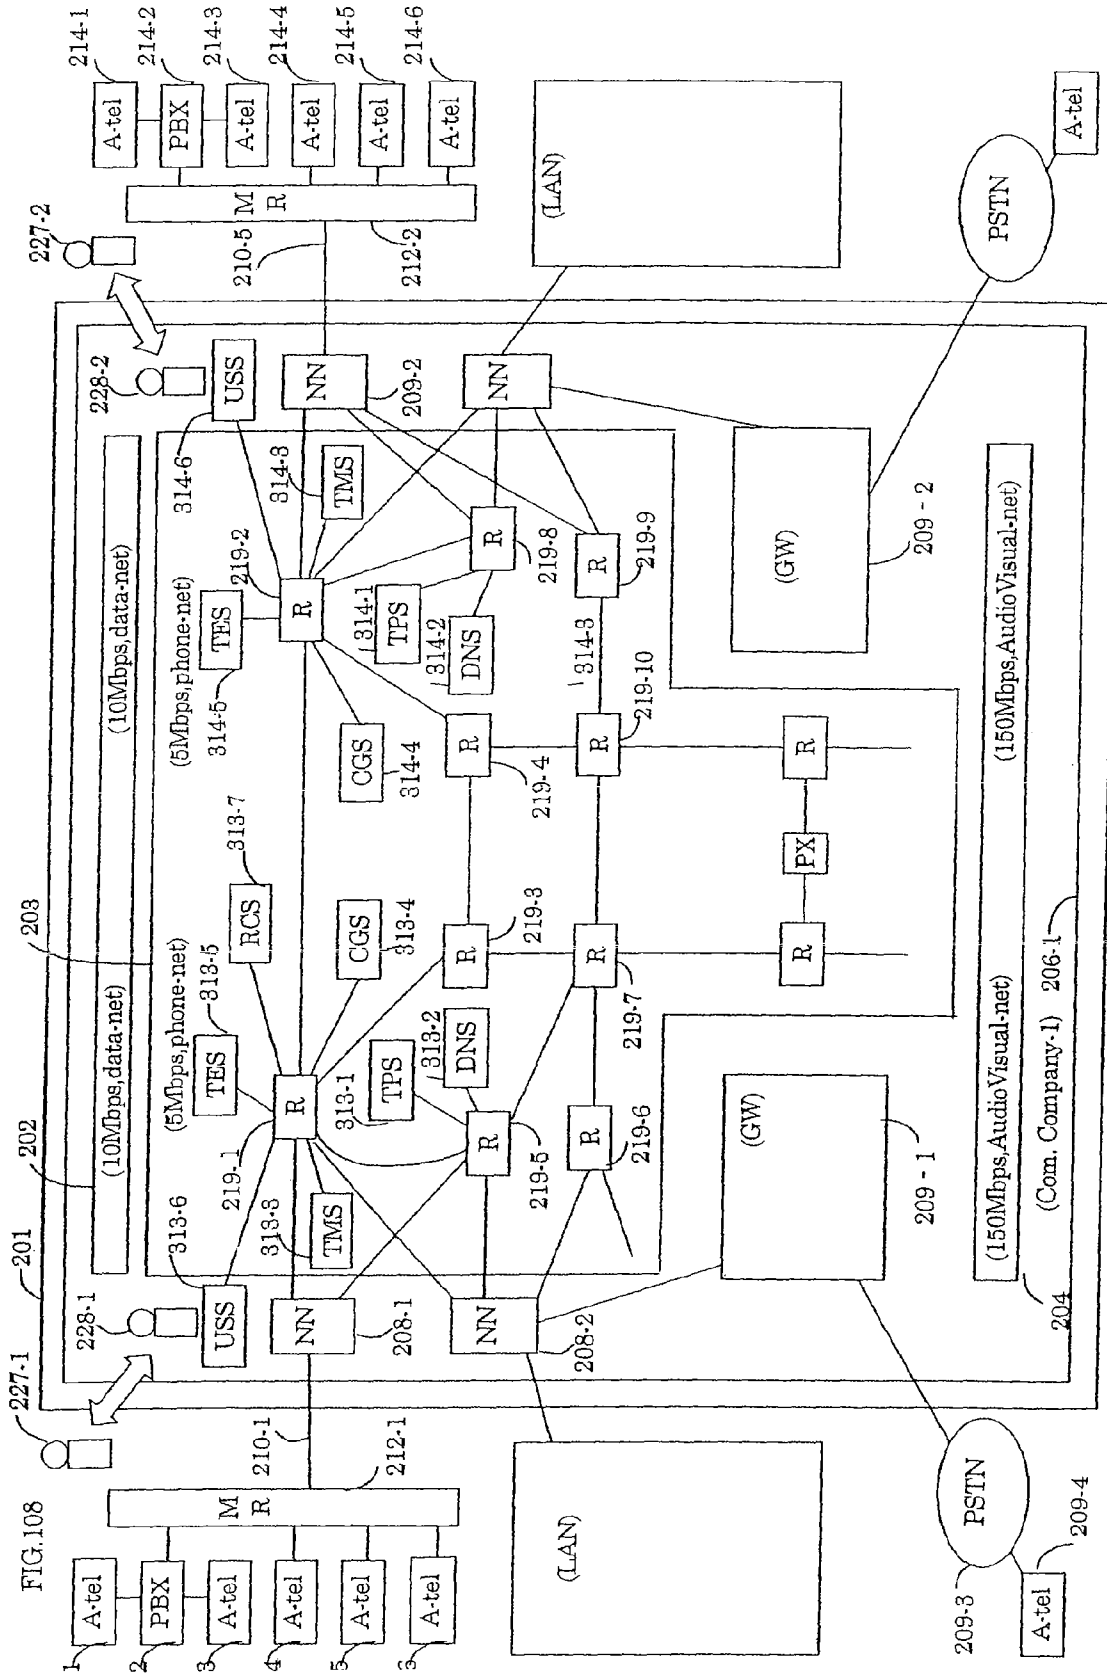 FIG.108
1
2
3
4
5
6
A-tel
PBX
A-tel
A-tel
A-tel
A-tel
M R
212-1
210-1
(LAN)
PSTN
209-3
A-tel
209-4
227-1
228-1
201
202
203
204
(10Mbps,data-net)
(10Mbps,data-net)
(5Mbps,phone-net)
(5Mbps,phone-net)
USS
313-6
NN
208-1
NN
208-2
219-1
R
TES
313-5
RCS
313-7
TMS
313-3
CGS
313-4
TPS
313-1
DNS
313-2
R
219-5
R
219-6
R
219-3
R
219-7
R
PX
R
R
219-4
R
219-10
(GW)
209 - 1
CGS
314-4
TES
314-5
R
219-2
TMS
314-3
TPS
314-1
DNS
314-2
314-3
R
219-8
R
219-9
USS
314-6
NN
209-2
NN
(GW)
209 - 2
228-2
227-2
(150Mbps,AudioVisual-net)
(150Mbps,AudioVisual-net)
(Com. Company-1)
206-1
210-5
212-2
M R
A-tel
PBX
A-tel
A-tel
A-tel
A-tel
214-1
214-2
214-3
214-4
214-5
214-6
(LAN)
PSTN
A-tel